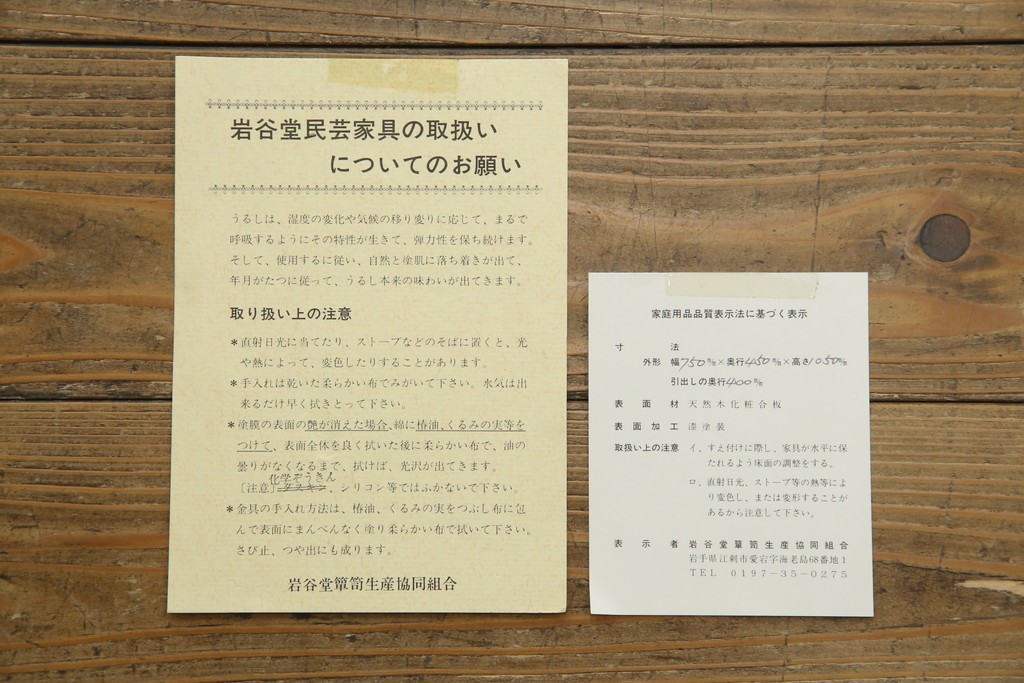 岩谷堂民芸家具の取扱い
についてのお願い
うるしは、湿度の変化や気候の移り変りに応じて、まるで
呼吸するようにその特性が生きて、弾力性を保ち続けます。
そして、使用するに従い、自然と塗肌に落ち着きが出て、
年月がたつに従って、うるし本来の味わいが出てきます。
取り扱い上の注意
*直射日光に当てたり、ストーブなどのそばに置くと、光
や熱によって、変色したりすることがあります。
*手入れは乾いた柔らかい布でみがいて下さい。水気は出
来るだけ早く拭きとって下さい。
*塗膜の表面の艶が消えた場合、綿に椿油、くるみの実等を
つけて、表面全体を良く拭いた後に柔らかい布で、油の
曇りがなくなるまで、拭けば、光沢が出てきます。
化学ぞうきん
〔注意〕ダスキン、シリコン等ではふかないで下さい。
*金具の手入れ方法は、椿油、くるみの実をつぶし布に包
んで表面にまんべんなく塗り柔らかい布で拭いて下さい。
さび止、つや出にも成ります。
岩谷堂簞笥生産協同組合
家庭用品品質表示法に基づく表示
寸法
外形 幅750㎜×奥行450㎜×高さ1050㎜
引出しの奥行400㎜
表面材 天然木化粧合板
表面加工 漆塗装
取扱い上の注意 イ、すえ付けに際し、家具が水平に保
たれるよう床面の調整をする。
ロ、直射日光、ストーブ等の熱等によ
り変色し、または変形することが
あるから注意して下さい。
表示者 岩谷堂簞笥生産協同組合
岩手県江刺市愛宕字海老島68番地1
TEL 0197-35-0275